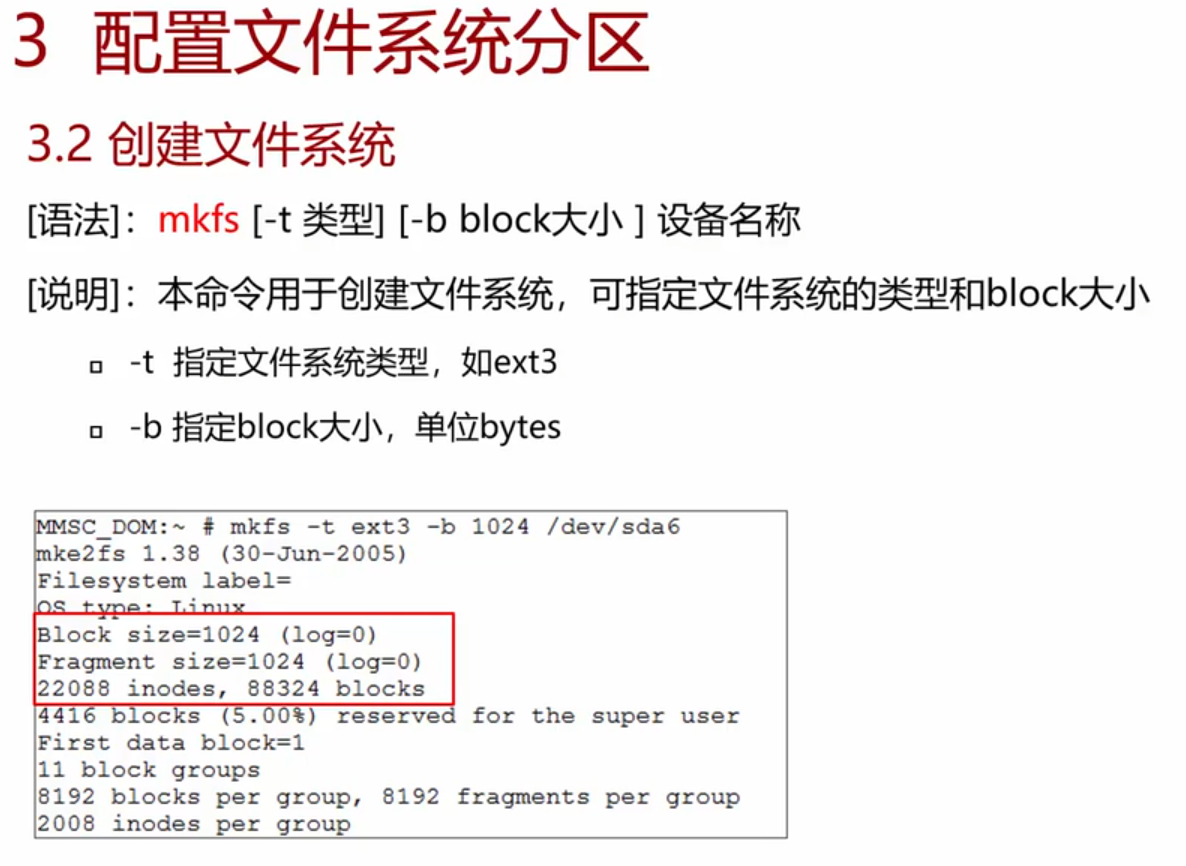 3 配置文件系统分区
3.2 创建文件系统
[语法]：mkfs [-t 类型] [-b block大小 ] 设备名称
[说明]：本命令用于创建文件系统，可指定文件系统的类型和block大小
-t 指定文件系统类型，如ext3
-b 指定block大小，单位bytes
MMSC_DOM:~ # mkfs -t ext3 -b 1024 /dev/sda6
mke2fs 1.38 (30-Jun-2005)
Filesystem label=
OS type: Linux
Block size=1024 (log=0)
Fragment size=1024 (log=0)
22088 inodes, 88324 blocks
4416 blocks (5.00%) reserved for the super user
First data block=1
11 block groups
8192 blocks per group, 8192 fragments per group
2008 inodes per group